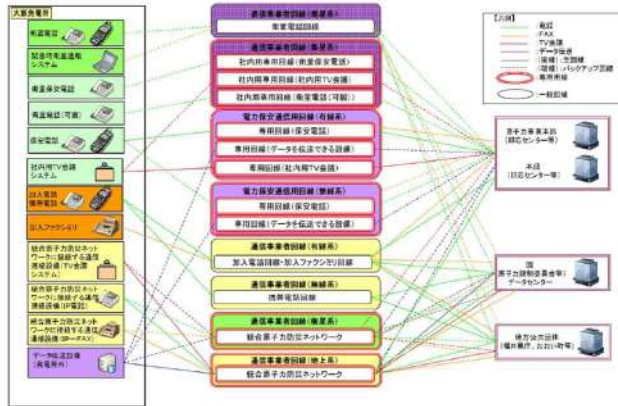 大飯発電所
衛星電話
緊急時衛星通報
システム
衛星保安電話
衛星電話(可搬)
保安電話
社内用TV会議
システム
加入電話
携帯電話
加入ファクシミリ
統合原子力防災ネット
ワークに接続する通信
連絡設備(TV会議
システム)
統合原子力防災ネット
ワークに接続する通信
連絡設備(IP電話)
統合原子力防災ネット
ワークに接続する通信
連絡設備(IP-FAX)
データ伝送設備
(発電所外)
通信事業者回線(衛星系)
衛星電話回線
通信事業者回線(衛星系)
社内用専用回線(衛星保安電話)
社内用専用回線(社内用TV会議)
社内用専用回線(衛星電話(可搬))
電力保安通信用回線(有線系)
専用回線(保安電話)
専用回線(データを伝送できる設備)
専用回線(社内用TV会議)
電力保安通信用回線(無線系)
専用回線(保安電話)
専用回線(データを伝送できる設備)
通信事業者回線(有線系)
加入電話回線・加入ファクシミリ回線
通信事業者回線(無線系)
携帯電話回線
通信事業者回線(衛星系)
統合原子力防災ネットワーク
通信事業者回線(地上系)
統合原子力防災ネットワーク
【凡例】
:電話
:FAX
:TV会議
:データ伝送
(実線):主回線
(破線):バックアップ回線
:専用回線
:一般回線
原子力事業本部
(対応センター等)
本店
(対応センター等)
国
(原子力規制委員会等)
データセンター
地方公共団体
(福井県庁、おおい町等)